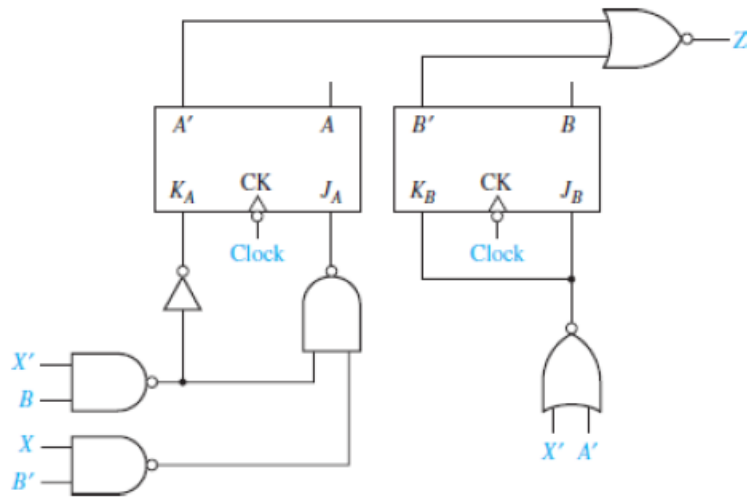 Z
A' A B' B
K_A CK J_A K_B CK J_B
Clock Clock
X'
B
X
B'
X' A'